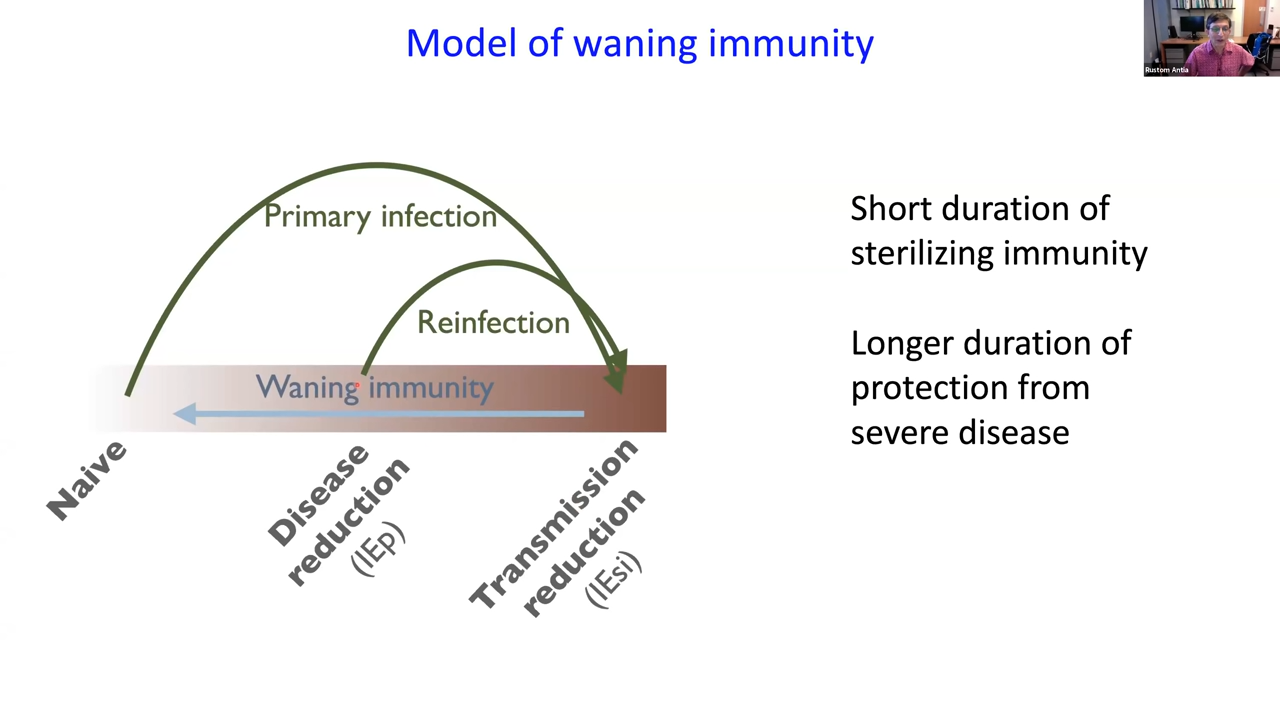 Model of waning immunity
Rustom Antia
Primary infection
Reinfection
Waning immunity
Naive
Disease
reduction
(IEp)
Transmission
reduction
(IEsi)
Short duration of
sterilizing immunity
Longer duration of
protection from
severe disease